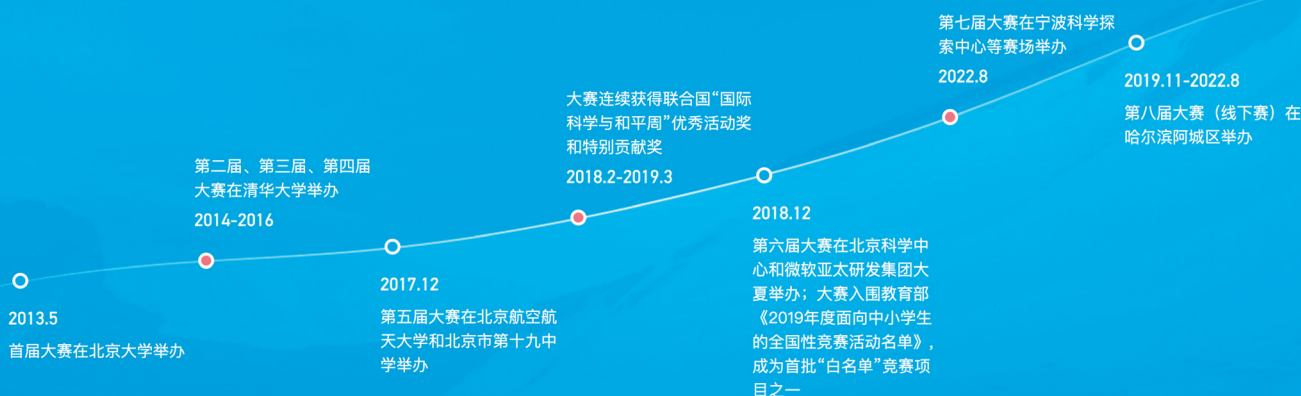 2013.5
首届大赛在北京大学举办
第二届、第三届、第四届
大赛在清华大学举办
2014-2016
2017.12
第五届大赛在北京航空航
天大学和北京市第十九中
学举办
大赛连续获得联合国“国际
科学与和平周”优秀活动奖
和特别贡献奖
2018.2-2019.3
2018.12
第六届大赛在北京科学中
心和微软亚太研发集团大
夏举办；大赛入围教育部
《2019年度面向中小学生
的全国性竞赛活动名单》，
成为首批“白名单”竞赛项
目之一
第七届大赛在宁波科学探
索中心等赛场举办
2022.8
2019.11-2022.8
第八届大赛（线下赛）在
哈尔滨阿城区举办